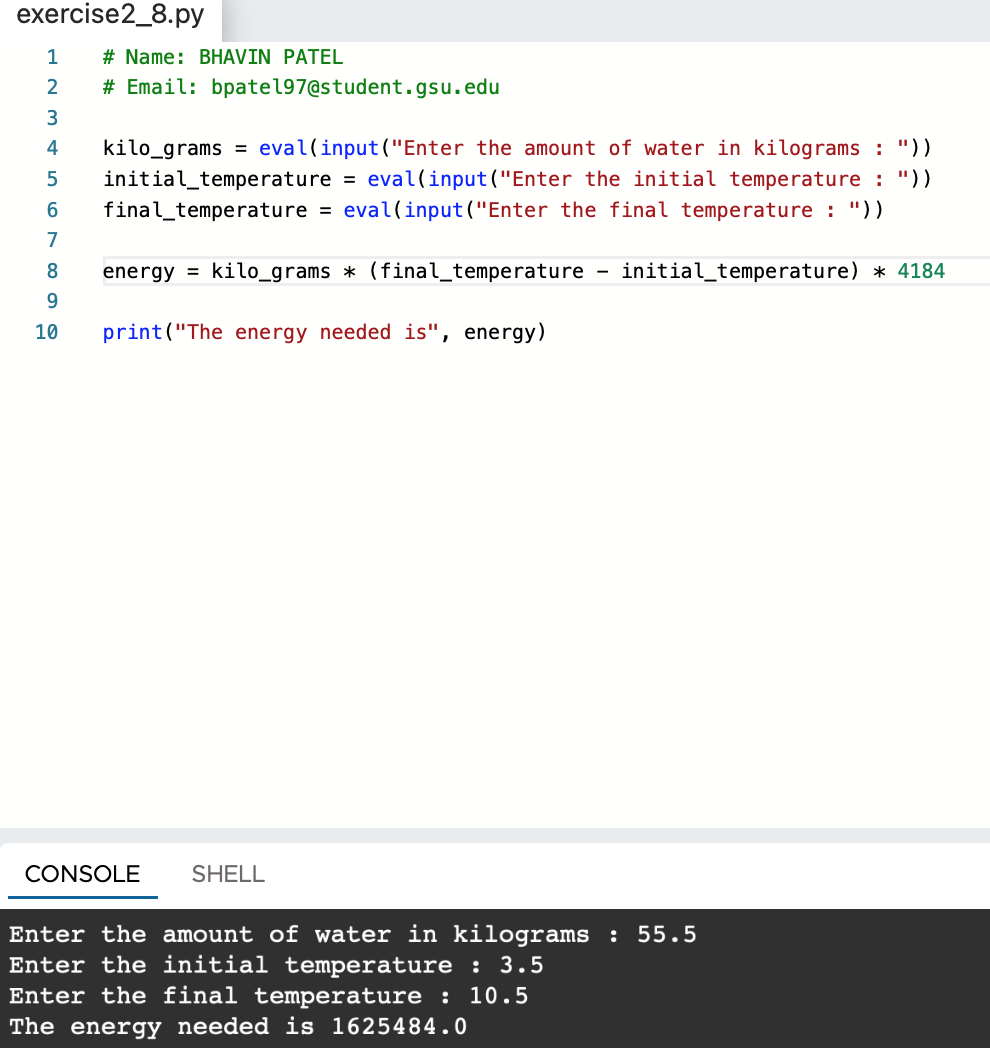 exercise2_8.py
1 # Name: BHAVIN PATEL
2 # Email: bpatel97@student.gsu.edu
3
4 kilo_grams = eval(input("Enter the amount of water in kilograms : "))
5 initial_temperature = eval(input("Enter the initial temperature : "))
6 final_temperature = eval(input("Enter the final temperature : "))
7
8 energy = kilo_grams * (final_temperature - initial_temperature) * 4184
9
10 print("The energy needed is", energy)
CONSOLE SHELL
Enter the amount of water in kilograms : 55.5
Enter the initial temperature : 3.5
Enter the final temperature : 10.5
The energy needed is 1625484.0